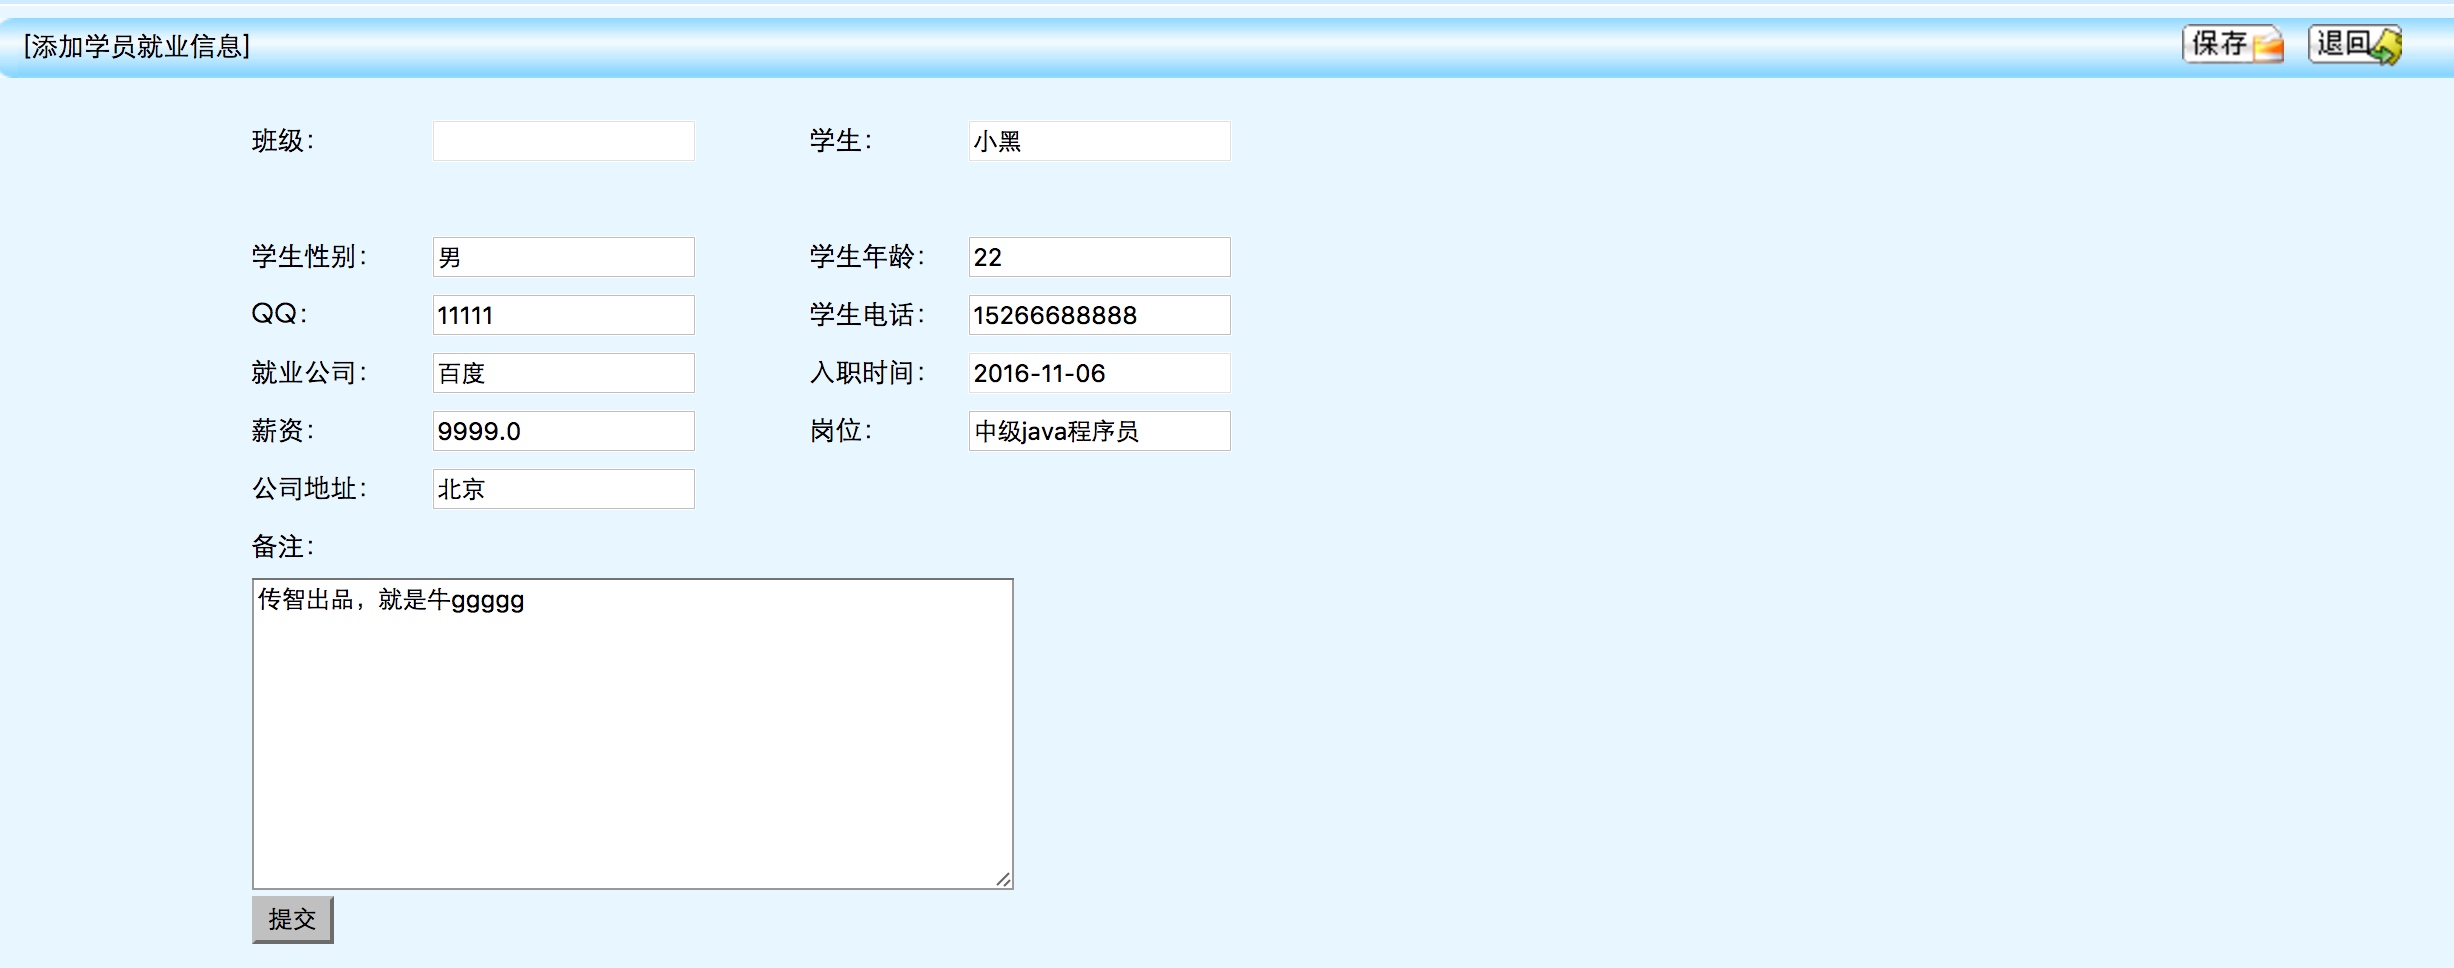 [添加学员就业信息] 保存 退回
班级： 学生： 小黑
学生性别： 男 学生年龄： 22
QQ： 11111 学生电话： 15266688888
就业公司： 百度 入职时间： 2016-11-06
薪资： 9999.0 岗位： 中级java程序员
公司地址： 北京
备注：
传智出品，就是牛ggggg
提交